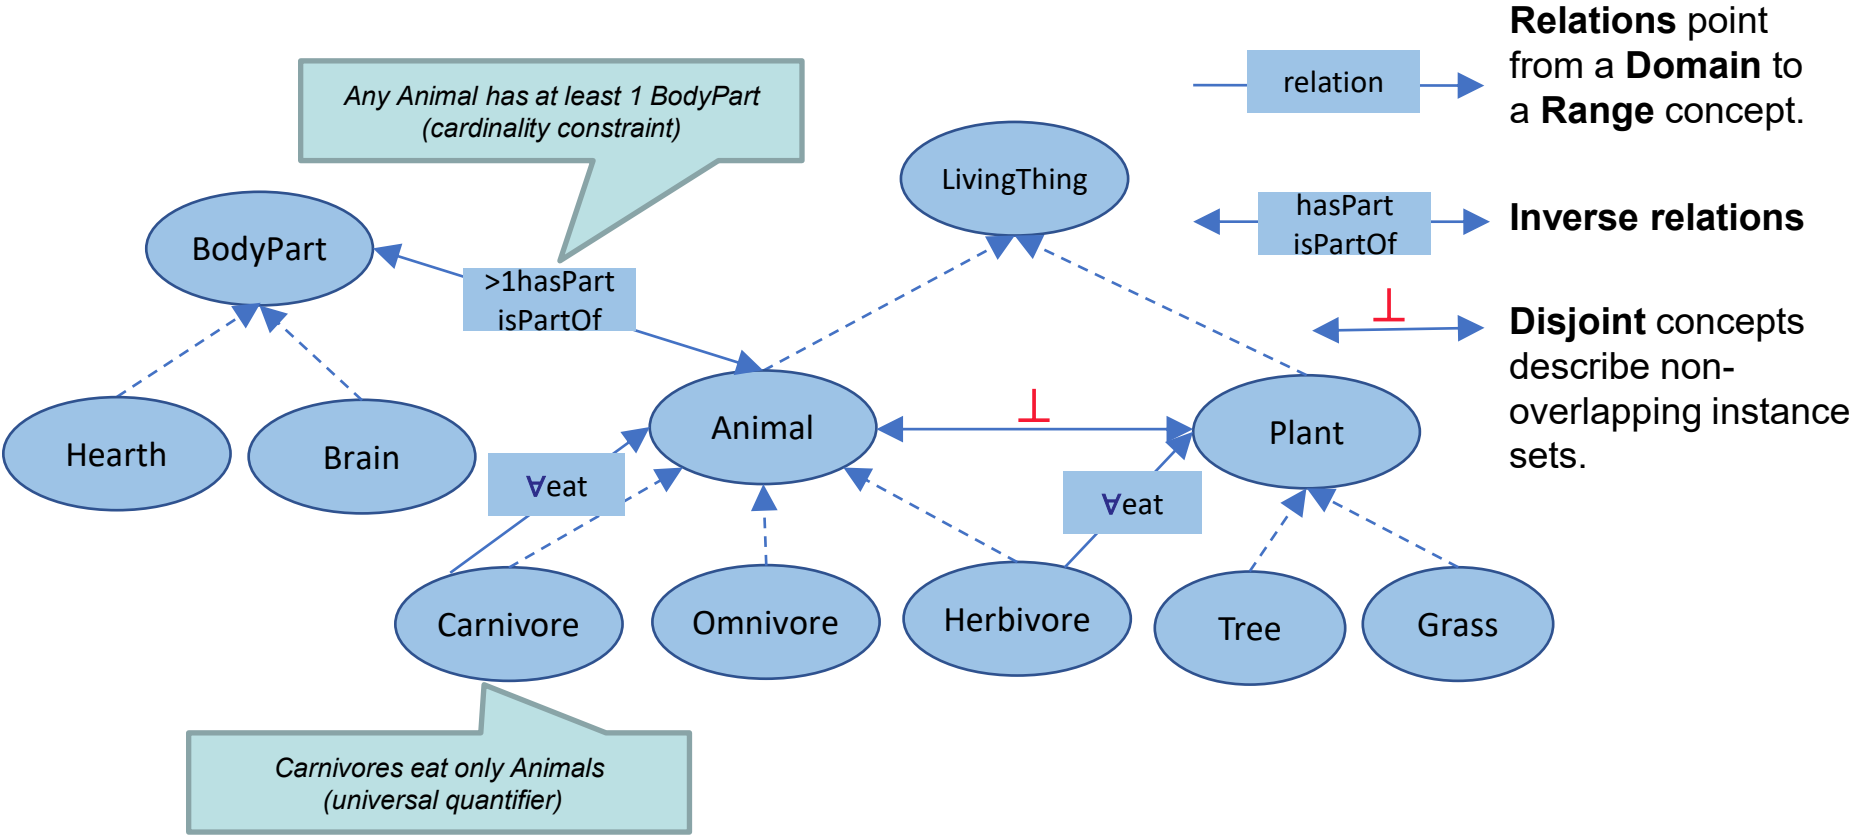 Relations point
from a Domain to
a Range concept.
relation
Any Animal has at least 1 BodyPart
(cardinality constraint)
LivingThing
hasPart
isPartOf
Inverse relations
BodyPart
>1hasPart
isPartOf
⊥
Disjoint concepts
describe non-
overlapping instance
sets.
Animal
⊥
Plant
Hearth
Brain
∀eat
∀eat
Carnivore
Omnivore
Herbivore
Tree
Grass
Carnivores eat only Animals
(universal quantifier)